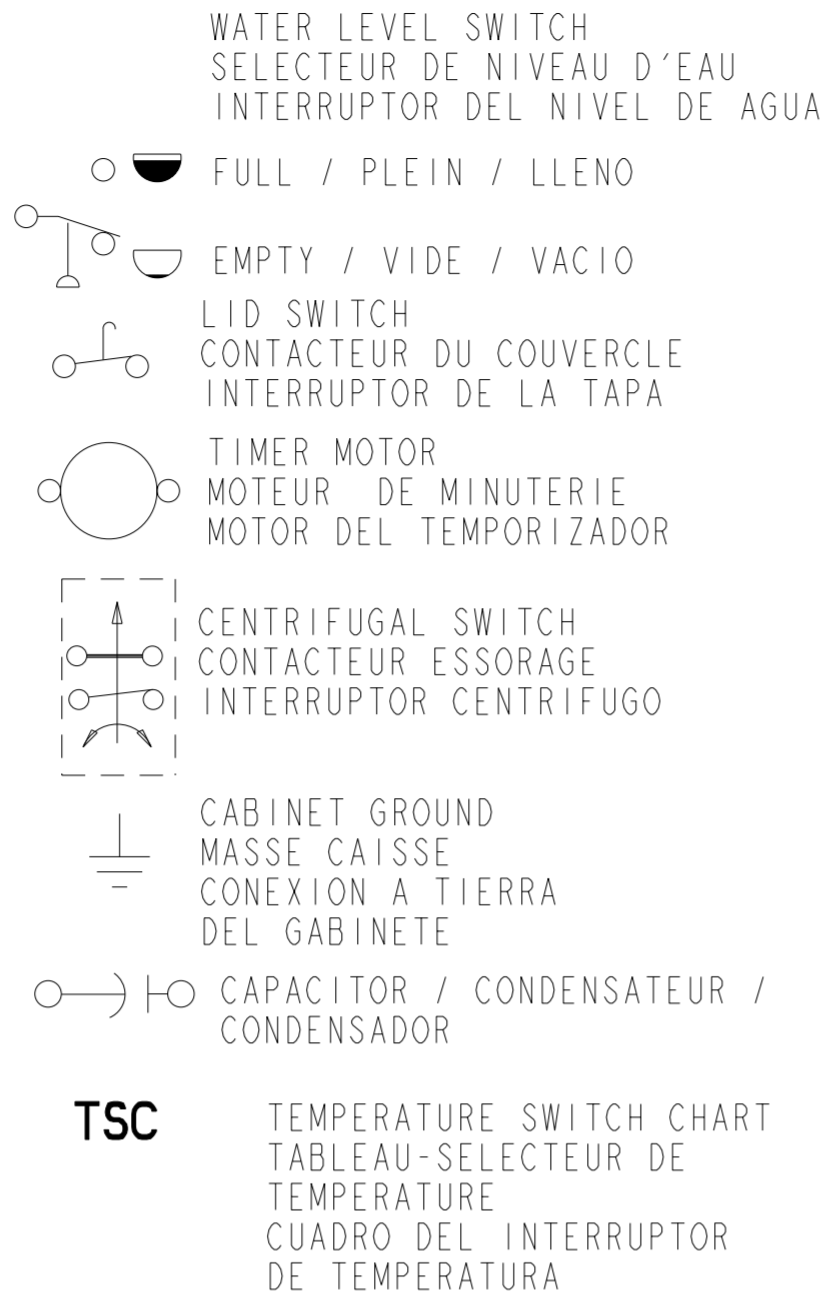 WATER LEVEL SWITCH
SELECTEUR DE NIVEAU D´EAU
INTERRUPTOR DEL NIVEL DE AGUA
FULL / PLEIN / LLENO
EMPTY / VIDE / VACIO
LID SWITCH
CONTACTEUR DU COUVERCLE
INTERRUPTOR DE LA TAPA
TIMER MOTOR
MOTEUR DE MINUTERIE
MOTOR DEL TEMPORIZADOR
CENTRIFUGAL SWITCH
CONTACTEUR ESSORAGE
INTERRUPTOR CENTRIFUGO
CABINET GROUND
MASSE CAISSE
CONEXION A TIERRA
DEL GABINETE
CAPACITOR / CONDENSATEUR /
CONDENSADOR
TSC TEMPERATURE SWITCH CHART
TABLEAU-SELECTEUR DE
TEMPERATURE
CUADRO DEL INTERRUPTOR
DE TEMPERATURA